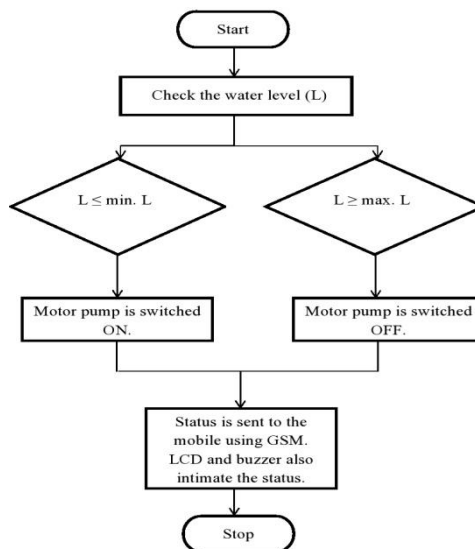 Start
Check the water level (L)
L ≤ min. L
L ≥ max. L
Motor pump is switched
ON.
Motor pump is switched
OFF.
Status is sent to the
mobile using GSM.
LCD and buzzer also
intimate the status.
Stop